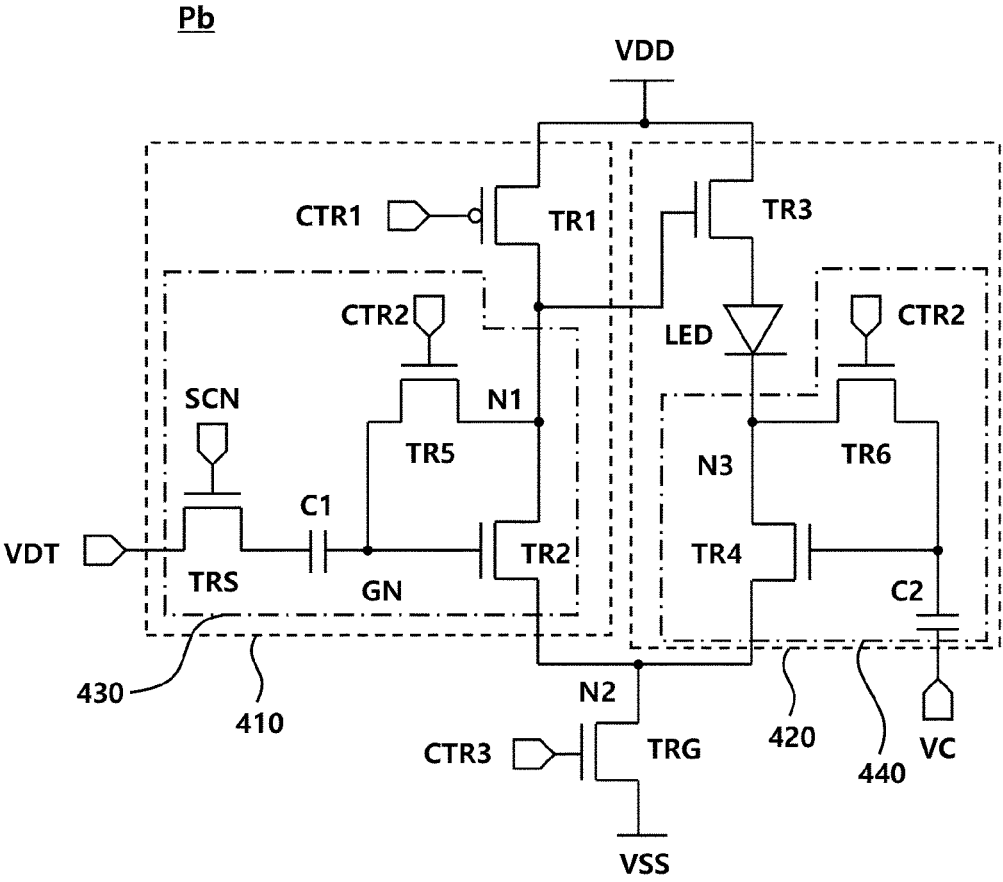 Pb
VDD
CTR1
TR1
TR3
CTR2
CTR2
LED
SCN
N1
TR5
TR6
N3
C1
VDT
TRS
GN
TR2
TR4
C2
430
410
N2
420
440
VC
CTR3
TRG
VSS